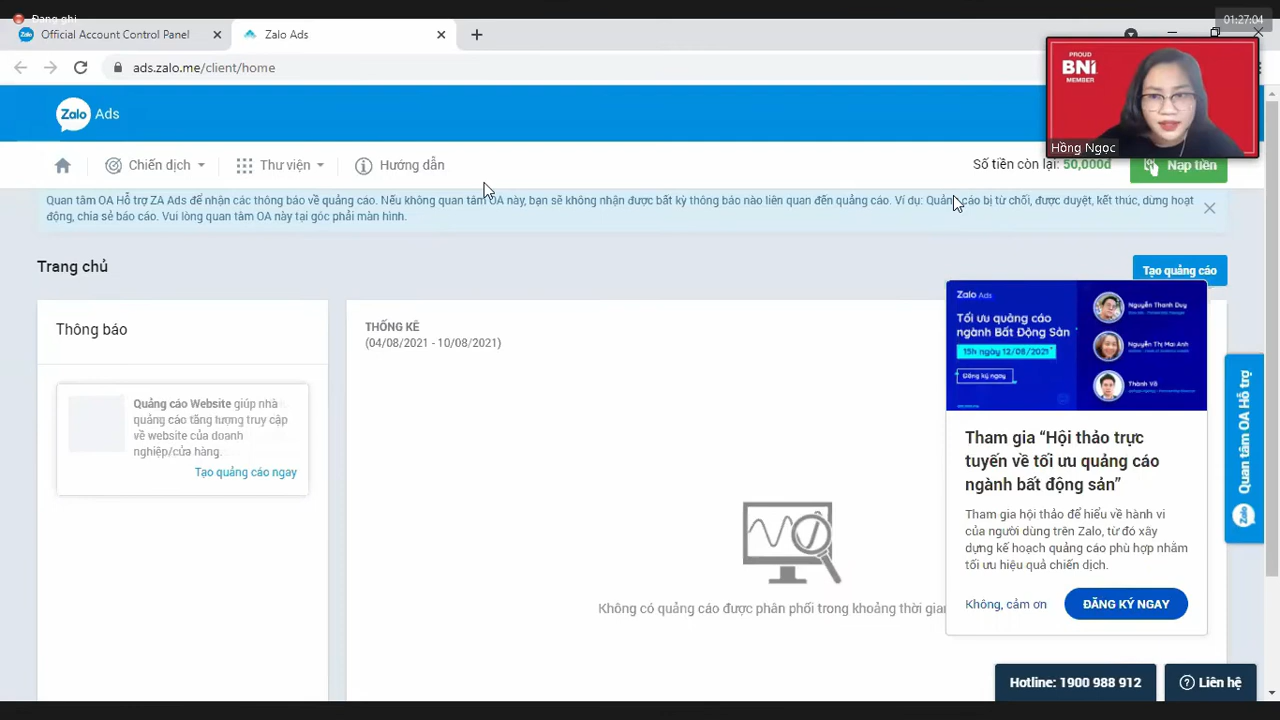 Đang ghi
01:27:04
Official Account Control Panel
Zalo Ads
ads.zalo.me/client/home
PROUD
BNI
MEMBER
Hồng Ngọc
Zalo Ads
Chiến dịch
Thư viện
Hướng dẫn
Số tiền còn lại: 50,000đ
Nạp tiền
Quan tâm OA Hỗ trợ ZA Ads để nhận các thông báo về quảng cáo. Nếu không quan tâm OA này, bạn sẽ không nhận được bất kỳ thông báo nào liên quan đến quảng cáo. Ví dụ: Quảng cáo bị từ chối, được duyệt, kết thúc, dừng hoạt
động, chia sẻ báo cáo. Vui lòng quan tâm OA này tại góc phải màn hình.
Trang chủ
Tạo quảng cáo
Thông báo
Quảng cáo Website giúp nhà
quảng cáo tăng lượng truy cập
về website của doanh
nghiệp/cửa hàng.
Tạo quảng cáo ngay
THỐNG KÊ
(04/08/2021 - 10/08/2021)
Không có quảng cáo được phân phối trong khoảng thời gian
Zalo Ads
Tối ưu quảng cáo
ngành Bất Động Sản
15h ngày 12/08/2021
Đăng ký ngay
Nguyễn Thanh Duy
Nguyễn Thị Mai Anh
Thành Võ
Tham gia “Hội thảo trực
tuyến về tối ưu quảng cáo
ngành bất động sản”
Tham gia hội thảo để hiểu về hành vi
của người dùng trên Zalo, từ đó xây
dựng kế hoạch quảng cáo phù hợp nhằm
tối ưu hiệu quả chiến dịch.
Không, cảm ơn
ĐĂNG KÝ NGAY
Quan tâm OA Hỗ trợ
Zalo
Hotline: 1900 988 912
Liên hệ